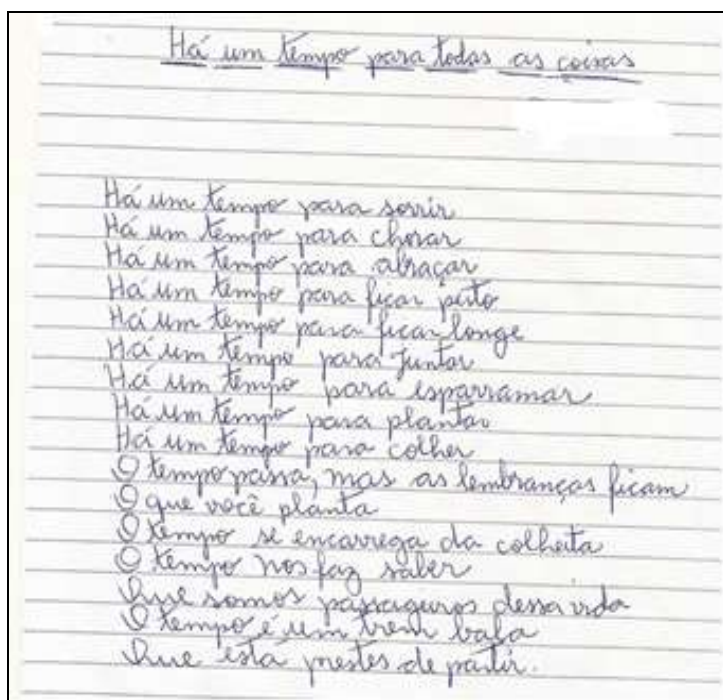 Há um tempo para todas as coisas
Há um tempo para sorrir
Há um tempo para chorar
Há um tempo para abraçar
Há um tempo para ficar perto
Há um tempo para ficar longe
Há um tempo para juntar
Há um tempo para esparramar
Há um tempo para plantar
Há um tempo para colher
O tempo passa, mas as lembranças ficam
O que você planta
O tempo se encarrega da colheita
O tempo nos faz saber
Que somos passageiros dessa vida
O tempo é um trem bala
Que está prestes de partir.